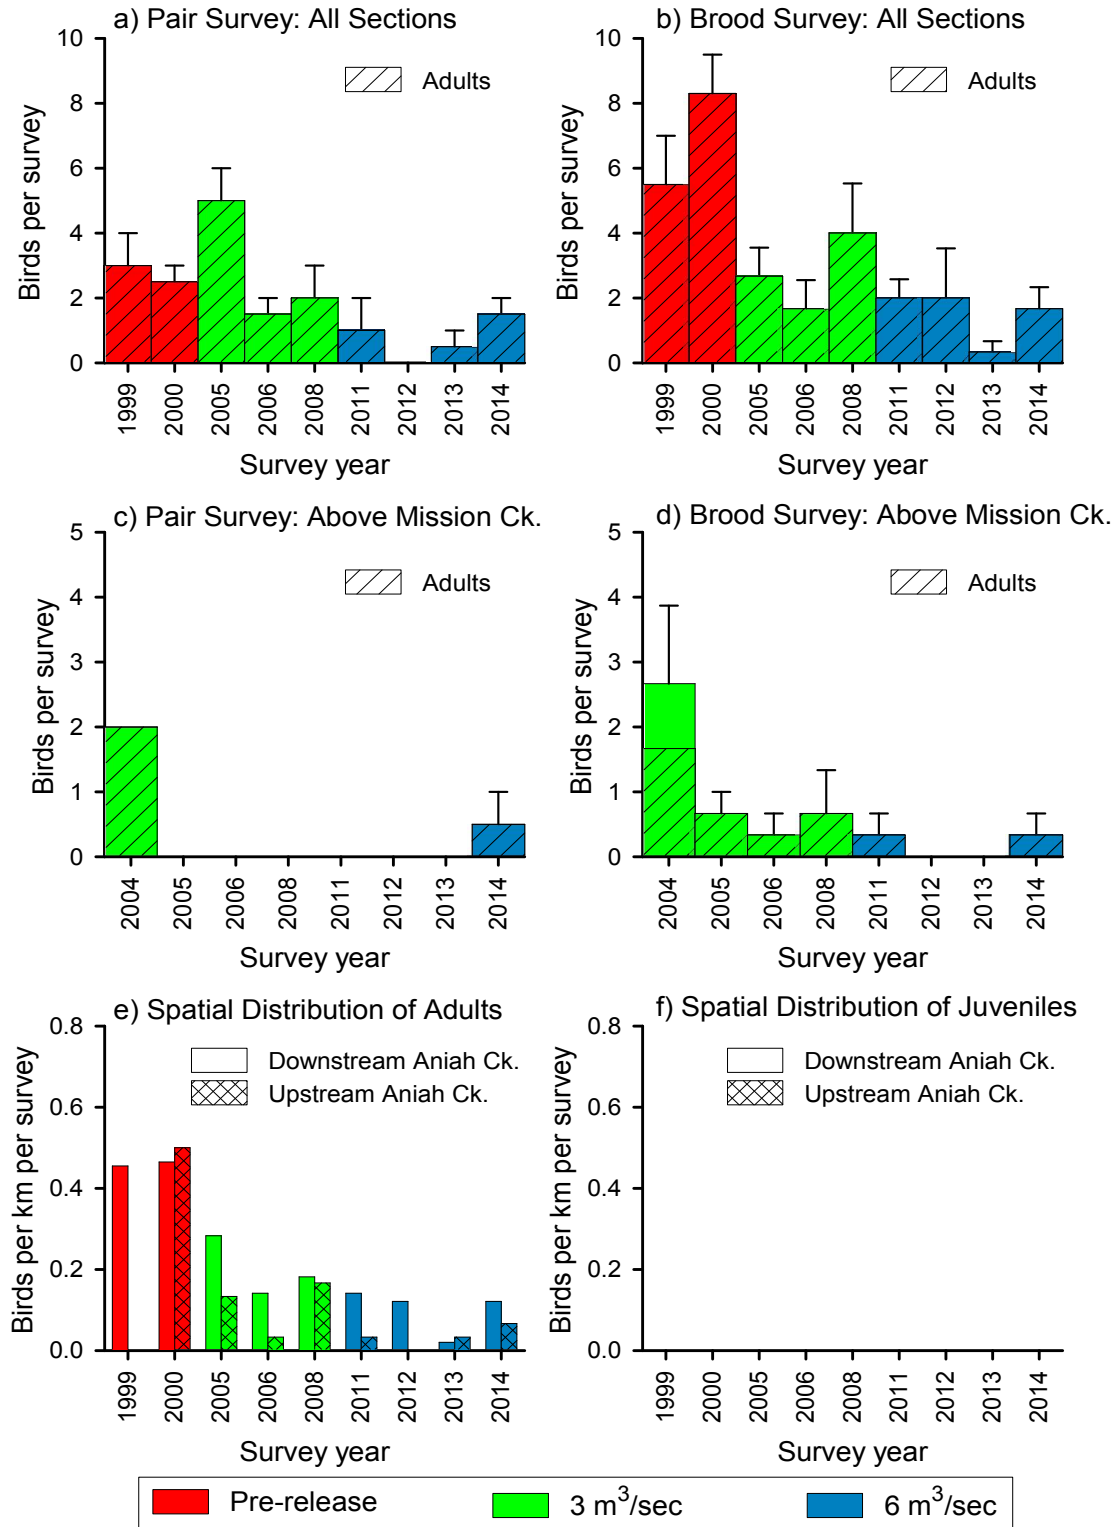 a) Pair Survey: All Sections
10
8
6
4
2
0
Birds per survey
Adults
1999
2000
2005
2006
2008
2011
2012
2013
2014
Survey year
b) Brood Survey: All Sections
10
8
6
4
2
0
Birds per survey
Adults
1999
2000
2005
2006
2008
2011
2012
2013
2014
Survey year
c) Pair Survey: Above Mission Ck.
5
4
3
2
1
0
Birds per survey
Adults
2004
2005
2006
2008
2011
2012
2013
2014
Survey year
d) Brood Survey: Above Mission Ck.
5
4
3
2
1
0
Birds per survey
Adults
2004
2005
2006
2008
2011
2012
2013
2014
Survey year
e) Spatial Distribution of Adults
0.8
0.6
0.4
0.2
0.0
Birds per km per survey
Downstream Aniah Ck.
Upstream Aniah Ck.
1999
2000
2005
2006
2008
2011
2012
2013
2014
Survey year
f) Spatial Distribution of Juveniles
0.8
0.6
0.4
0.2
0.0
Birds per km per survey
Downstream Aniah Ck.
Upstream Aniah Ck.
1999
2000
2005
2006
2008
2011
2012
2013
2014
Survey year
Pre-release
3 m³/sec
6 m³/sec